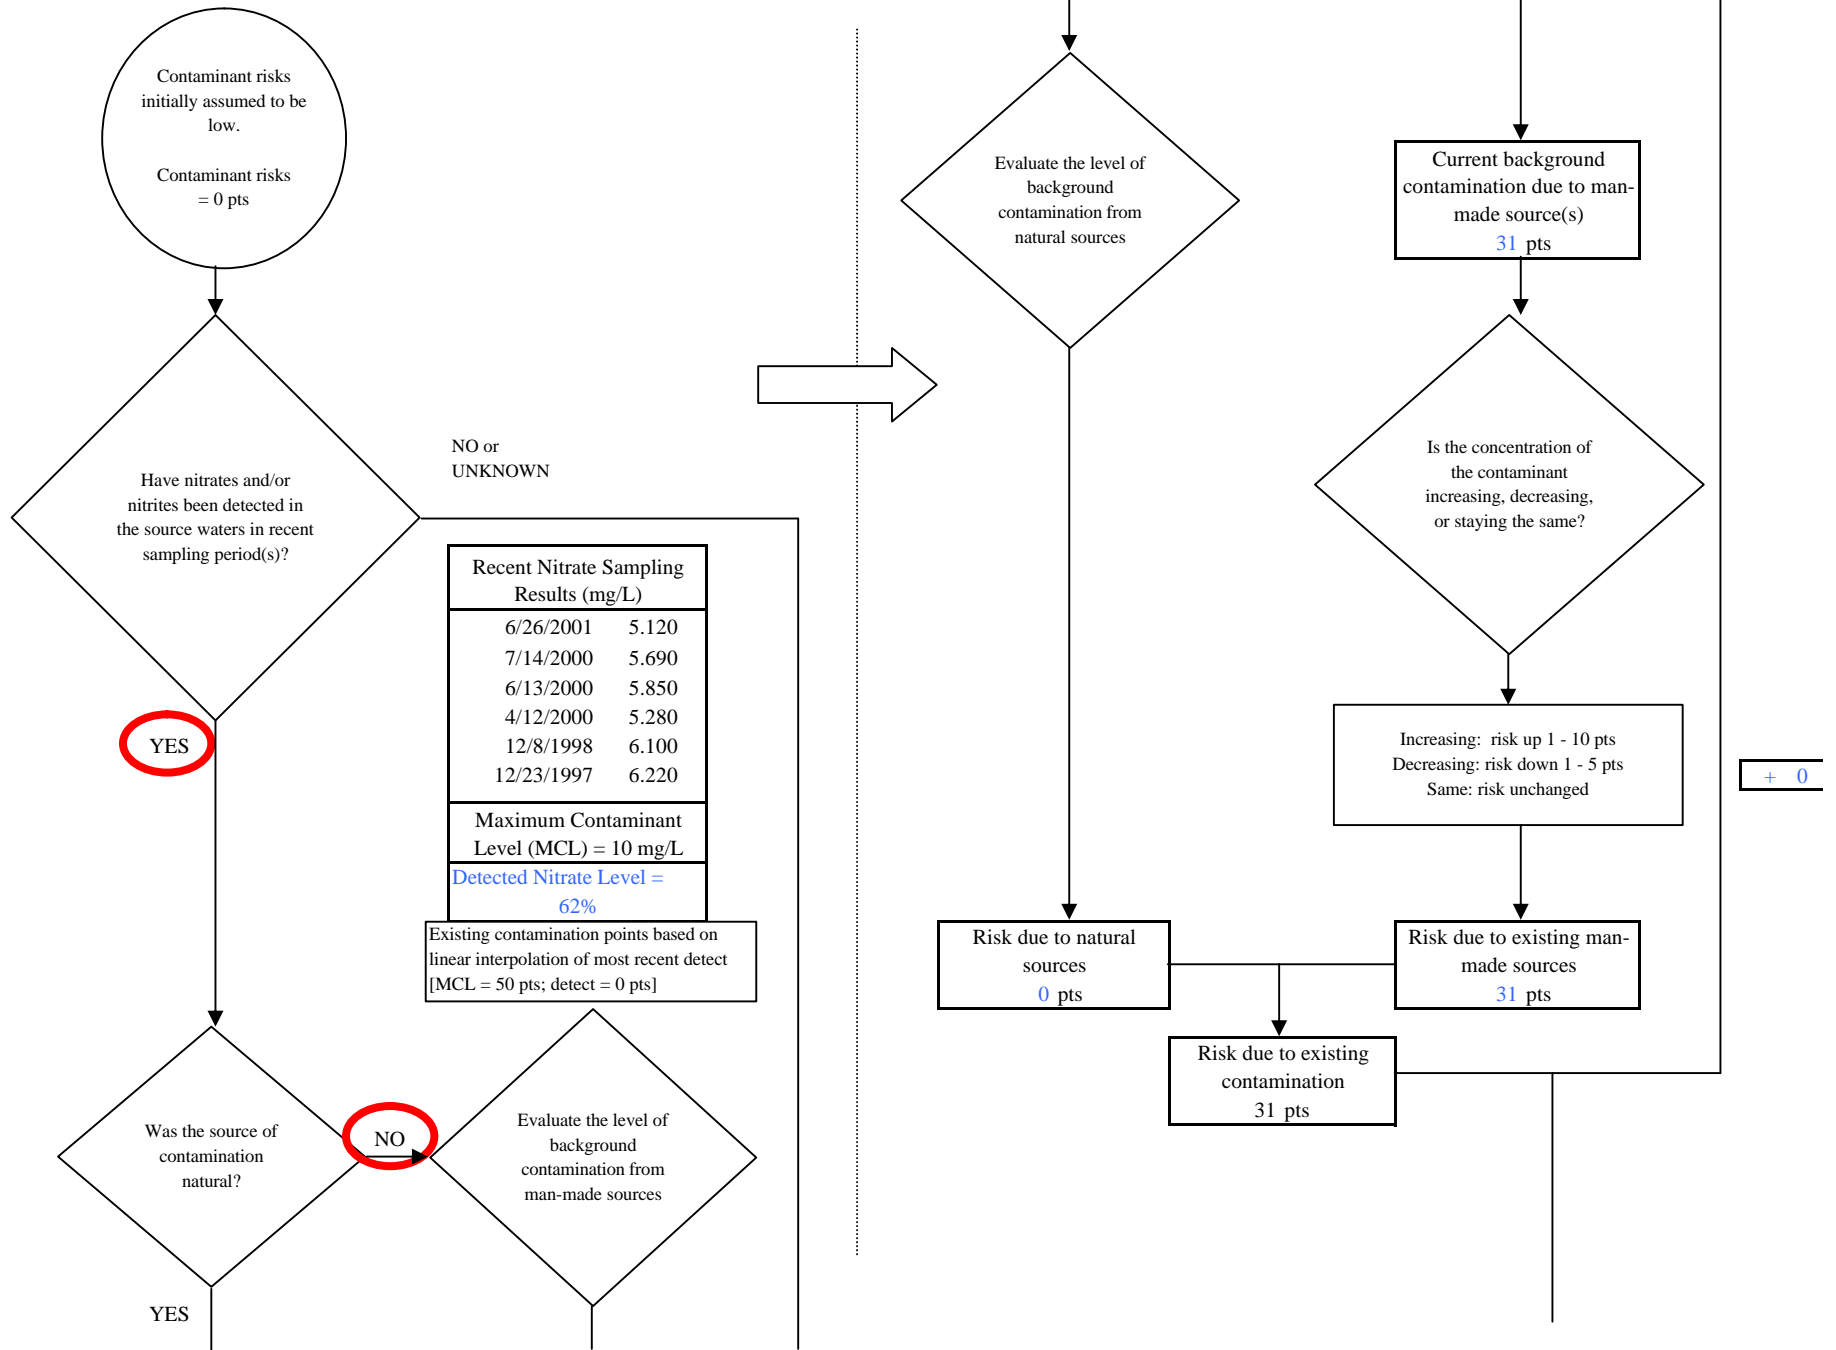 Contaminant risks
initially assumed to be
low.
Contaminant risks
= 0 pts
Have nitrates and/or
nitrites been detected in
the source waters in recent
sampling period(s)?
NO or
UNKNOWN
YES
Recent Nitrate Sampling
Results (mg/L)
6/26/2001 5.120
7/14/2000 5.690
6/13/2000 5.850
4/12/2000 5.280
12/8/1998 6.100
12/23/1997 6.220
Maximum Contaminant
Level (MCL) = 10 mg/L
Detected Nitrate Level =
62%
Existing contamination points based on
linear interpolation of most recent detect
[MCL = 50 pts; detect = 0 pts]
Was the source of
contamination
natural?
NO
YES
Evaluate the level of
background
contamination from
man-made sources
Evaluate the level of
background
contamination from
natural sources
Current background
contamination due to man-
made source(s)
31 pts
Is the concentration of
the contaminant
increasing, decreasing,
or staying the same?
Increasing: risk up 1 - 10 pts
Decreasing: risk down 1 - 5 pts
Same: risk unchanged
+ 0
Risk due to natural
sources
0 pts
Risk due to existing man-
made sources
31 pts
Risk due to existing
contamination
31 pts